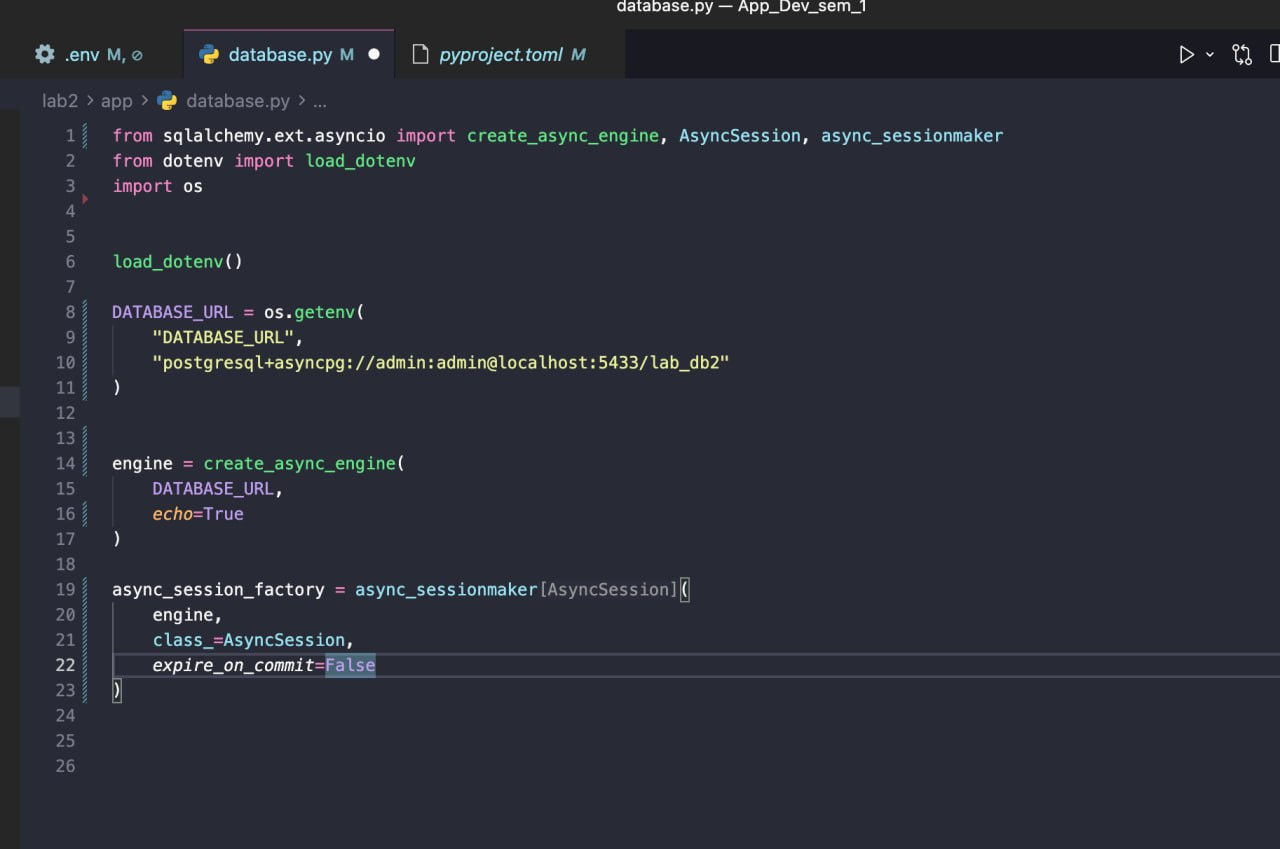 database.py — App_Dev_sem_1
.env M, ⊘ database.py M ● pyproject.toml M
lab2 > app > database.py > ...
1 from sqlalchemy.ext.asyncio import create_async_engine, AsyncSession, async_sessionmaker
2 from dotenv import load_dotenv
3 import os
4
5
6 load_dotenv()
7
8 DATABASE_URL = os.getenv(
9     "DATABASE_URL",
10     "postgresql+asyncpg://admin:admin@localhost:5433/lab_db2"
11 )
12
13
14 engine = create_async_engine(
15     DATABASE_URL,
16     echo=True
17 )
18
19 async_session_factory = async_sessionmaker[AsyncSession](
20     engine,
21     class_=AsyncSession,
22     expire_on_commit=False
23 )
24
25
26